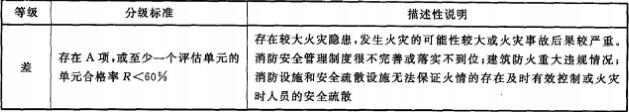 等级 分级标准 描述性说明
差 存在 A 项,或至少一个评估单元的单元合格率 R<60% 存在较大火灾隐患,发生火灾的可能性较大或火灾事故后果较严重。
消防安全管理制度很不完善或落实不到位;建筑防火重大违规情况;
消防设施和安全疏散设施无法保证火情的存在及时有效控制或火灾
时人员的安全疏散